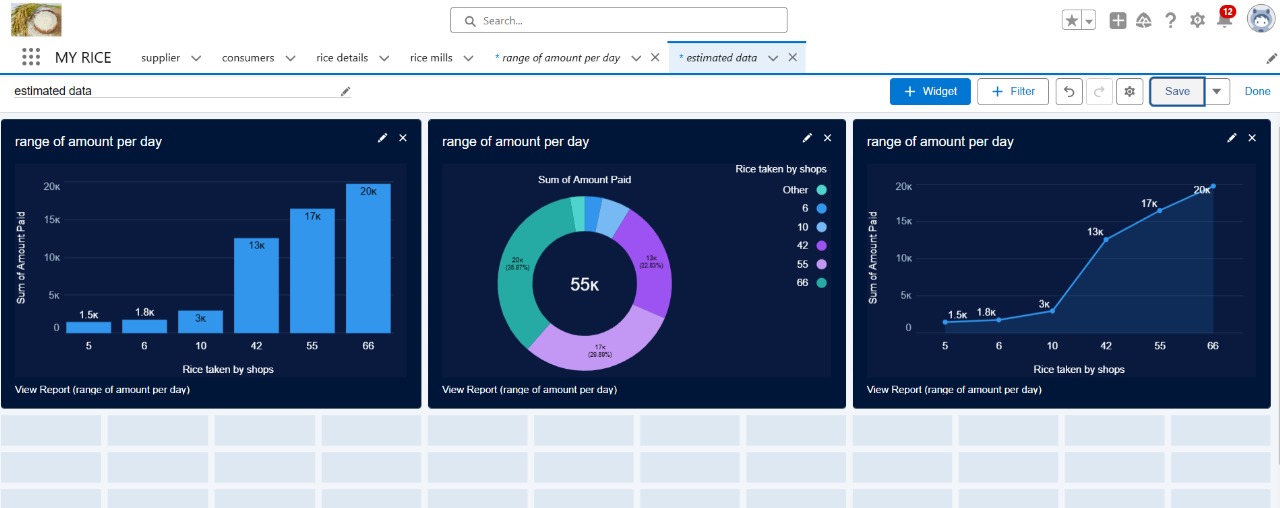 Search...
12
MY RICE
supplier
consumers
rice details
rice mills
* range of amount per day
* estimated data
estimated data
+ Widget
+ Filter
Save
Done
range of amount per day
Sum of Amount Paid
20K
15K
10K
5K
0
1.5K
1.8K
3K
13K
17K
20K
5 6 10 42 55 66
Rice taken by shops
View Report (range of amount per day)
range of amount per day
Rice taken by shops
Other
6
10
42
55
66
Sum of Amount Paid
55K
13K
(22.83%)
17K
(29.89%)
20K
(35.87%)
View Report (range of amount per day)
range of amount per day
Sum of Amount Paid
20K
15K
10K
5K
0
1.5K
1.8K
3K
13K
17K
20K
5 6 10 42 55 66
Rice taken by shops
View Report (range of amount per day)